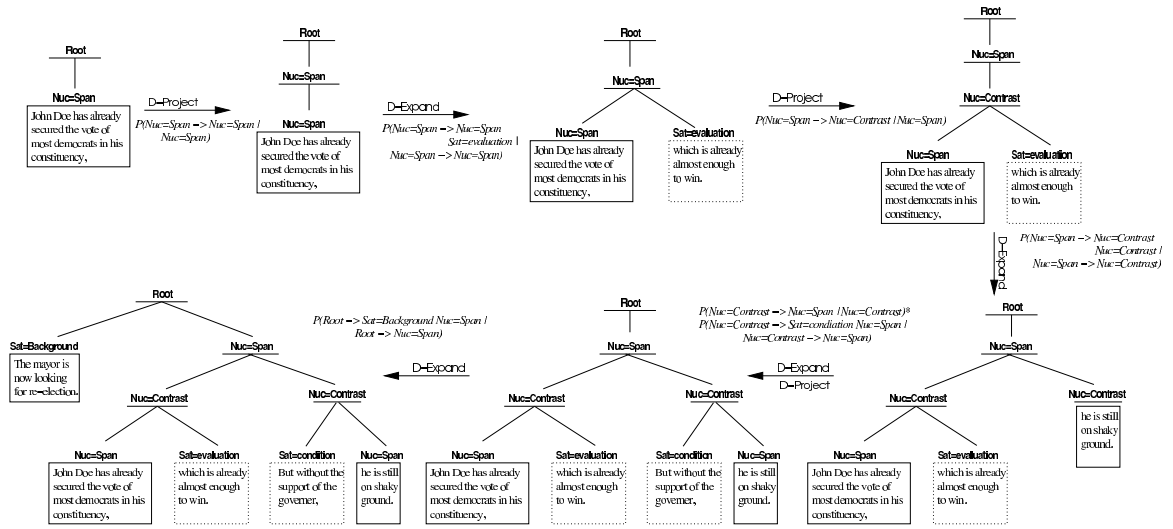 Root
Nuc=Span
John Doe has already
secured the vote of
most democrats in his
constituency,
D-Project
P(Nuc=Span -> Nuc=Span /
Nuc=Span)
Root
Nuc=Span
Nuc=Span
John Doe has already
secured the vote of
most democrats in his
constituency,
D-Expand
P(Nuc=Span -> Nuc=Span
Sat=evaluation /
Nuc=Span -> Nuc=Span)
Root
Nuc=Span
Nuc=Span
John Doe has already
secured the vote of
most democrats in his
constituency,
Sat=evaluation
which is already
almost enough to
win.
D-Project
P(Nuc=Span -> Nuc=Contrast / Nuc=Span)
Root
Nuc=Span
Nuc=Contrast
Nuc=Span
John Doe has already
secured the vote of
most democrats in his
constituency,
Sat=evaluation
which is already
almost enough
to win.
D-Expand
P(Nuc=Span -> Nuc=Contrast
Nuc=Contrast /
Nuc=Span -> Nuc=Contrast)
Root
Nuc=Span
Nuc=Contrast
Nuc=Contrast
he is still
on shaky
ground.
Nuc=Span
John Doe has already
secured the vote of
most democrats in his
constituency,
Sat=evaluation
which is already
almost enough
to win.
P(Nuc=Contrast -> Nuc=Span /Nuc=Contrast)*
P(Nuc=Contrast -> Sat=condiation Nuc=Span /
Nuc=Contrast -> Nuc=Span)
D-Expand
D-Project
Root
Nuc=Span
Nuc=Contrast
Nuc=Contrast
Nuc=Span
John Doe has already
secured the vote of
most democrats in his
constituency,
Sat=evaluation
which is already
almost enough
to win.
Sat=condition
But without the
support of the
governer,
Nuc=Span
he is still
on shaky
ground.
P(Root -> Sat=Background Nuc=Span /
Root -> Nuc=Span)
D-Expand
Root
Sat=Background
The mayor is
now looking
for re-election.
Nuc=Span
Nuc=Contrast
Nuc=Contrast
Nuc=Span
John Doe has already
secured the vote of
most democrats in his
constituency,
Sat=evaluation
which is already
almost enough
to win.
Sat=condition
But without the
support of the
governer,
Nuc=Span
he is still
on shaky
ground.